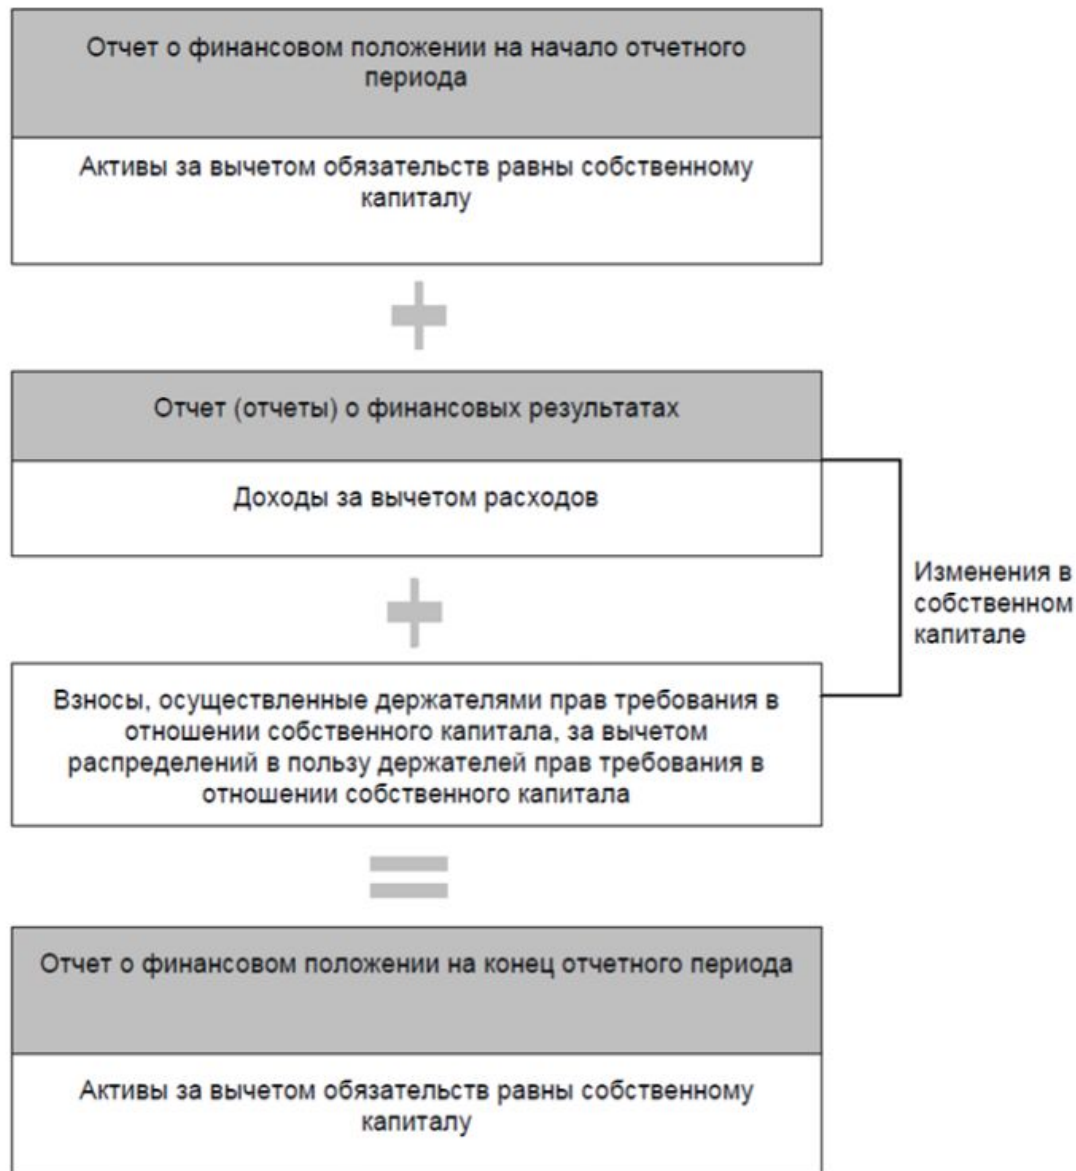 Отчет о финансовом положении на начало отчетного
периода
Активы за вычетом обязательств равны собственному
капиталу
Отчет (отчеты) о финансовых результатах
Доходы за вычетом расходов
Изменения в
собственном
капитале
Взносы, осуществленные держателями прав требования в
отношении собственного капитала, за вычетом
распределений в пользу держателей прав требования в
отношении собственного капитала
Отчет о финансовом положении на конец отчетного периода
Активы за вычетом обязательств равны собственному
капиталу